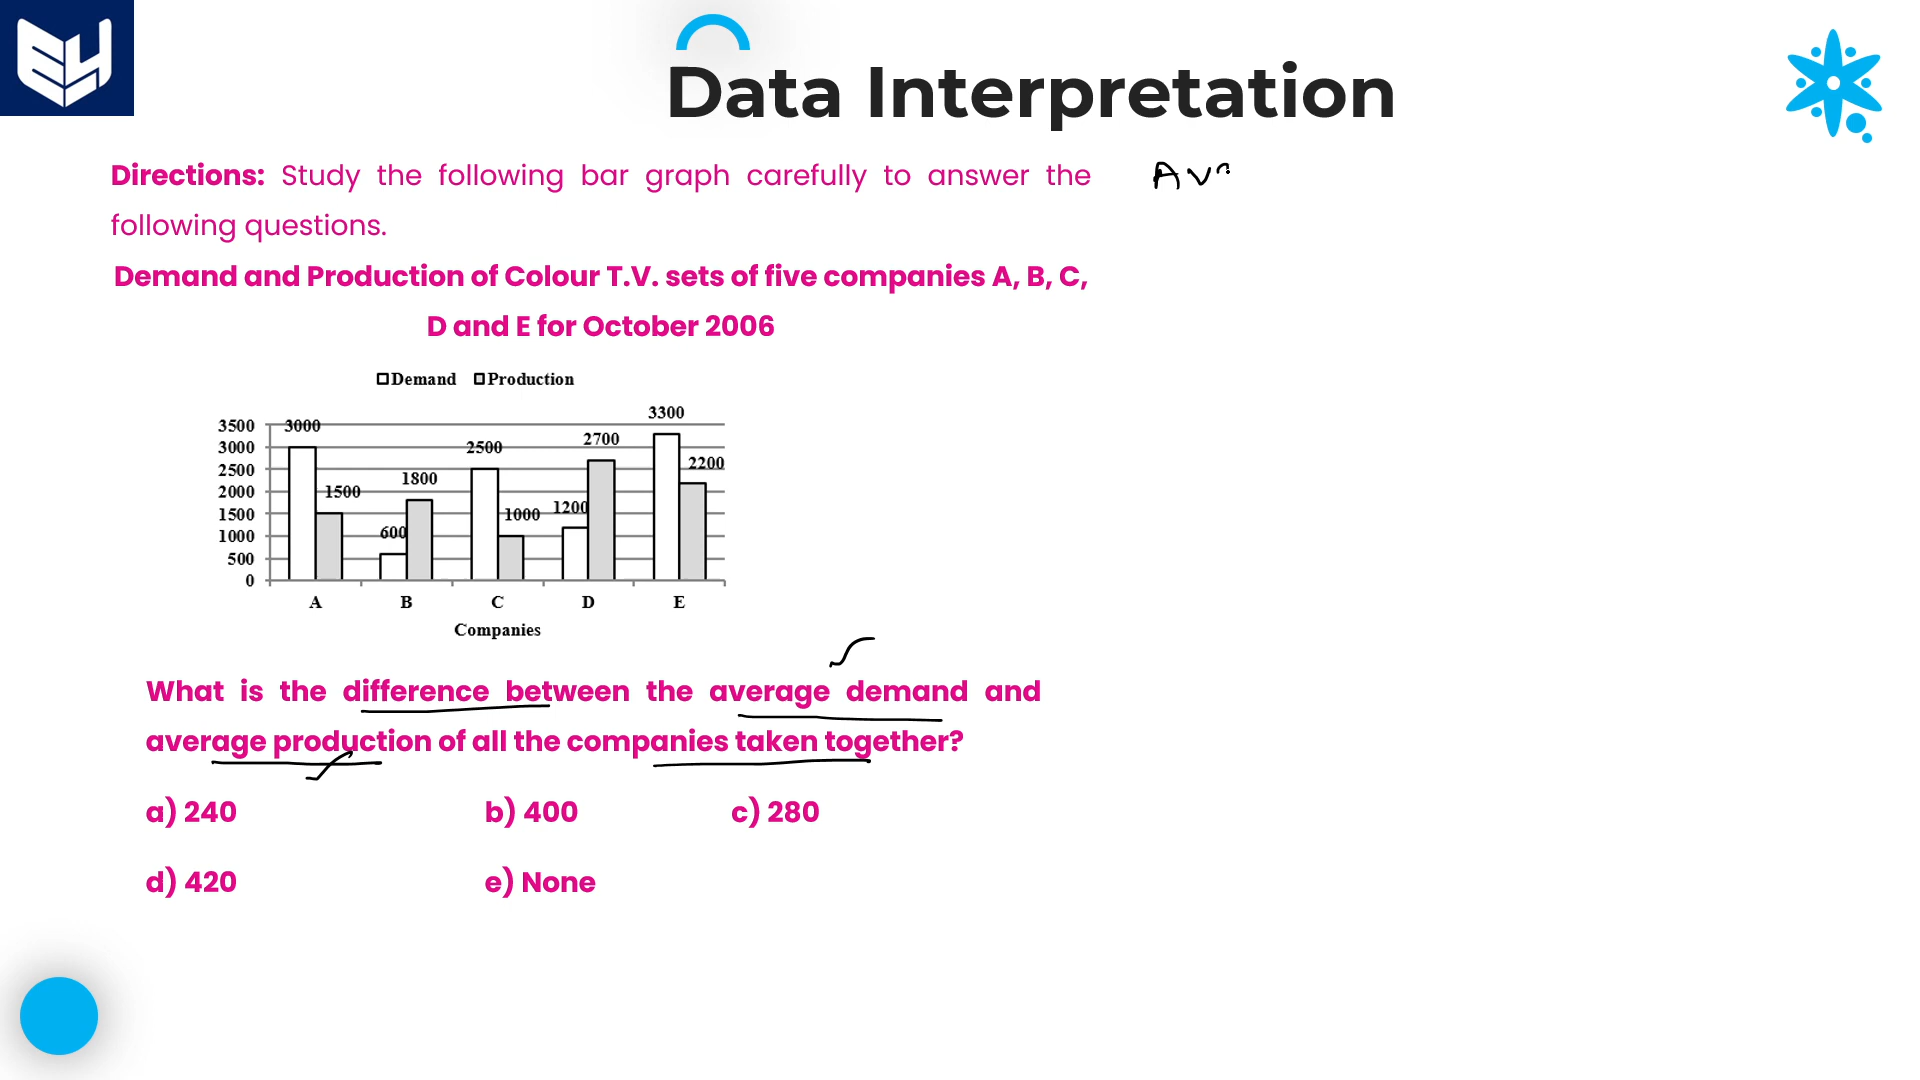 Data Interpretation
Directions: Study the following bar graph carefully to answer the
following questions.
Av
Demand and Production of Colour T.V. sets of five companies A, B, C,
D and E for October 2006
Demand Production
3500
3000
2500
2000
1500
1000
500
0
3000
1500
600
1800
2500
1000
1200
2700
3300
2200
A B C D E
Companies
What is the difference between the average demand and
average production of all the companies taken together?
a) 240 b) 400 c) 280
d) 420 e) None